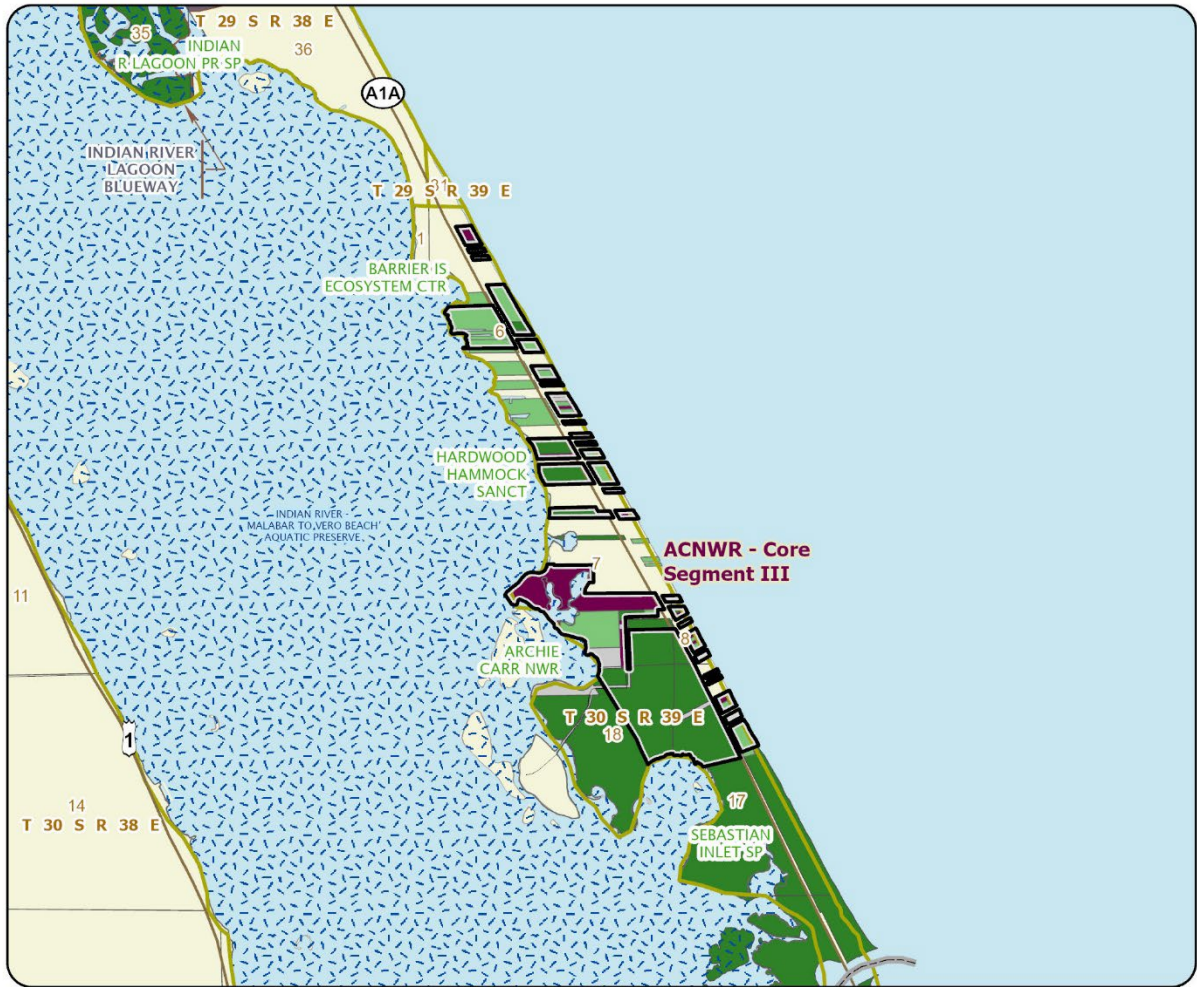 T 29 S R 38 E
35
36
INDIAN
R LAGOON PR SP
A1A
INDIAN RIVER
LAGOON
BLUEWAY
31
T 29 S R 39 E
1
BARRIER IS
ECOSYSTEM CTR
6
HARDWOOD
HAMMOCK
SANCT
INDIAN RIVER -
MALABAR TO VERO BEACH
AQUATIC PRESERVE
ACNWR - Core
Segment III
7
11
8
ARCHIE
CARR NWR
T 30 S R 39 E
18
1
14
T 30 S R 38 E
17
SEBASTIAN
INLET SP